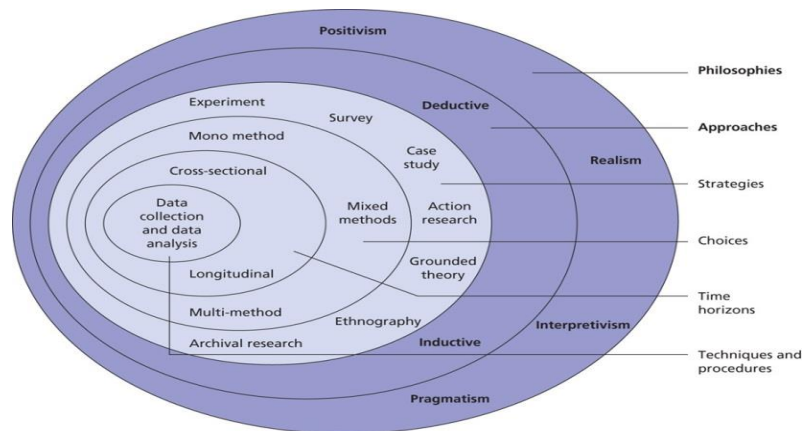 Positivism
Philosophies
Experiment
Survey
Deductive
Approaches
Mono method
Case
study
Realism
Cross-sectional
Strategies
Data
collection
and data
analysis
Mixed
methods
Action
research
Choices
Grounded
theory
Longitudinal
Time
horizons
Multi-method
Ethnography
Interpretivism
Archival research
Inductive
Techniques and
procedures
Pragmatism